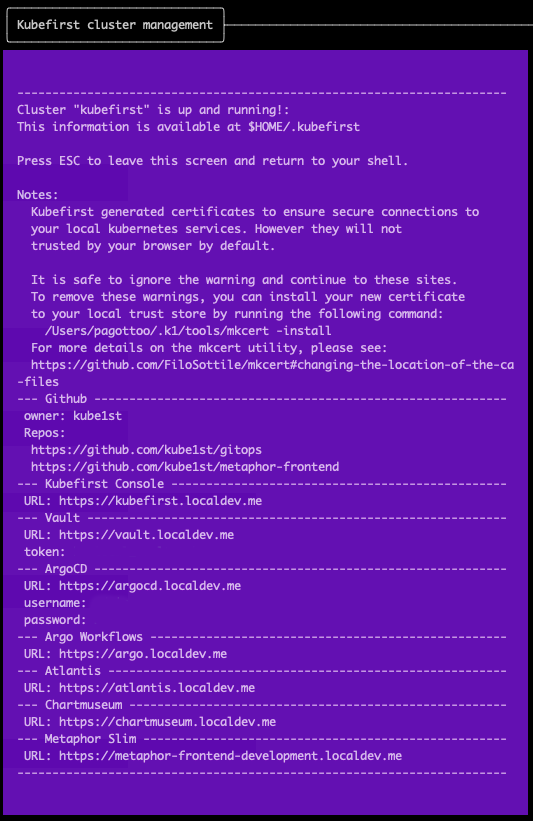 Kubefirst cluster management
----------------------------------------------------------------------
Cluster "kubefirst" is up and running!:
This information is available at $HOME/.kubefirst
Press ESC to leave this screen and return to your shell.
Notes:
Kubefirst generated certificates to ensure secure connections to
your local kubernetes services. However they will not
trusted by your browser by default.
It is safe to ignore the warning and continue to these sites.
To remove these warnings, you can install your new certificate
to your local trust store by running the following command:
/Users/pagottoo/.k1/tools/mkcert -install
For more details on the mkcert utility, please see:
https://github.com/FiloSottile/mkcert#changing-the-location-of-the-ca
-files
--- Github -----------------------------------------------------------
owner: kube1st
Repos:
https://github.com/kube1st/gitops
https://github.com/kube1st/metaphor-frontend
--- Kubefirst Console ------------------------------------------------
URL: https://kubefirst.localdev.me
--- Vault ------------------------------------------------------------
URL: https://vault.localdev.me
token:
--- ArgoCD -----------------------------------------------------------
URL: https://argocd.localdev.me
username:
password:
--- Argo Workflows ---------------------------------------------------
URL: https://argo.localdev.me
--- Atlantis ---------------------------------------------------------
URL: https://atlantis.localdev.me
--- Chartmuseum ------------------------------------------------------
URL: https://chartmuseum.localdev.me
--- Metaphor Slim ----------------------------------------------------
URL: https://metaphor-frontend-development.localdev.me
----------------------------------------------------------------------